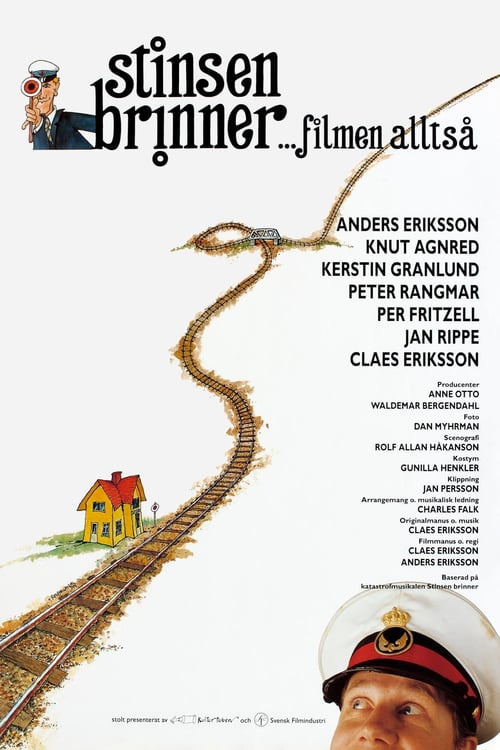 stinsen
brinner...filmen alltså
ANDERS ERIKSSON
KNUT AGNRED
KERSTIN GRANLUND
PETER RANGMAR
PER FRITZELL
JAN RIPPE
CLAES ERIKSSON
Producenter
ANNE OTTO
WALDEMAR BERGENDAHL
Foto
DAN MYHRMAN
Scenografi
ROLF ALLAN HÅKANSON
Kostym
GUNILLA HENKLER
Klippning
JAN PERSSON
Arrangemang o. musikalisk ledning
CHARLES FALK
Originalmanus o. musik
CLAES ERIKSSON
Filmmanus o. regi
CLAES ERIKSSON
ANDERS ERIKSSON
Baserad på
katastrofmusikalen Stinsen brinner
stolt presenterat av Kulturtuben och Svensk Filmindustri